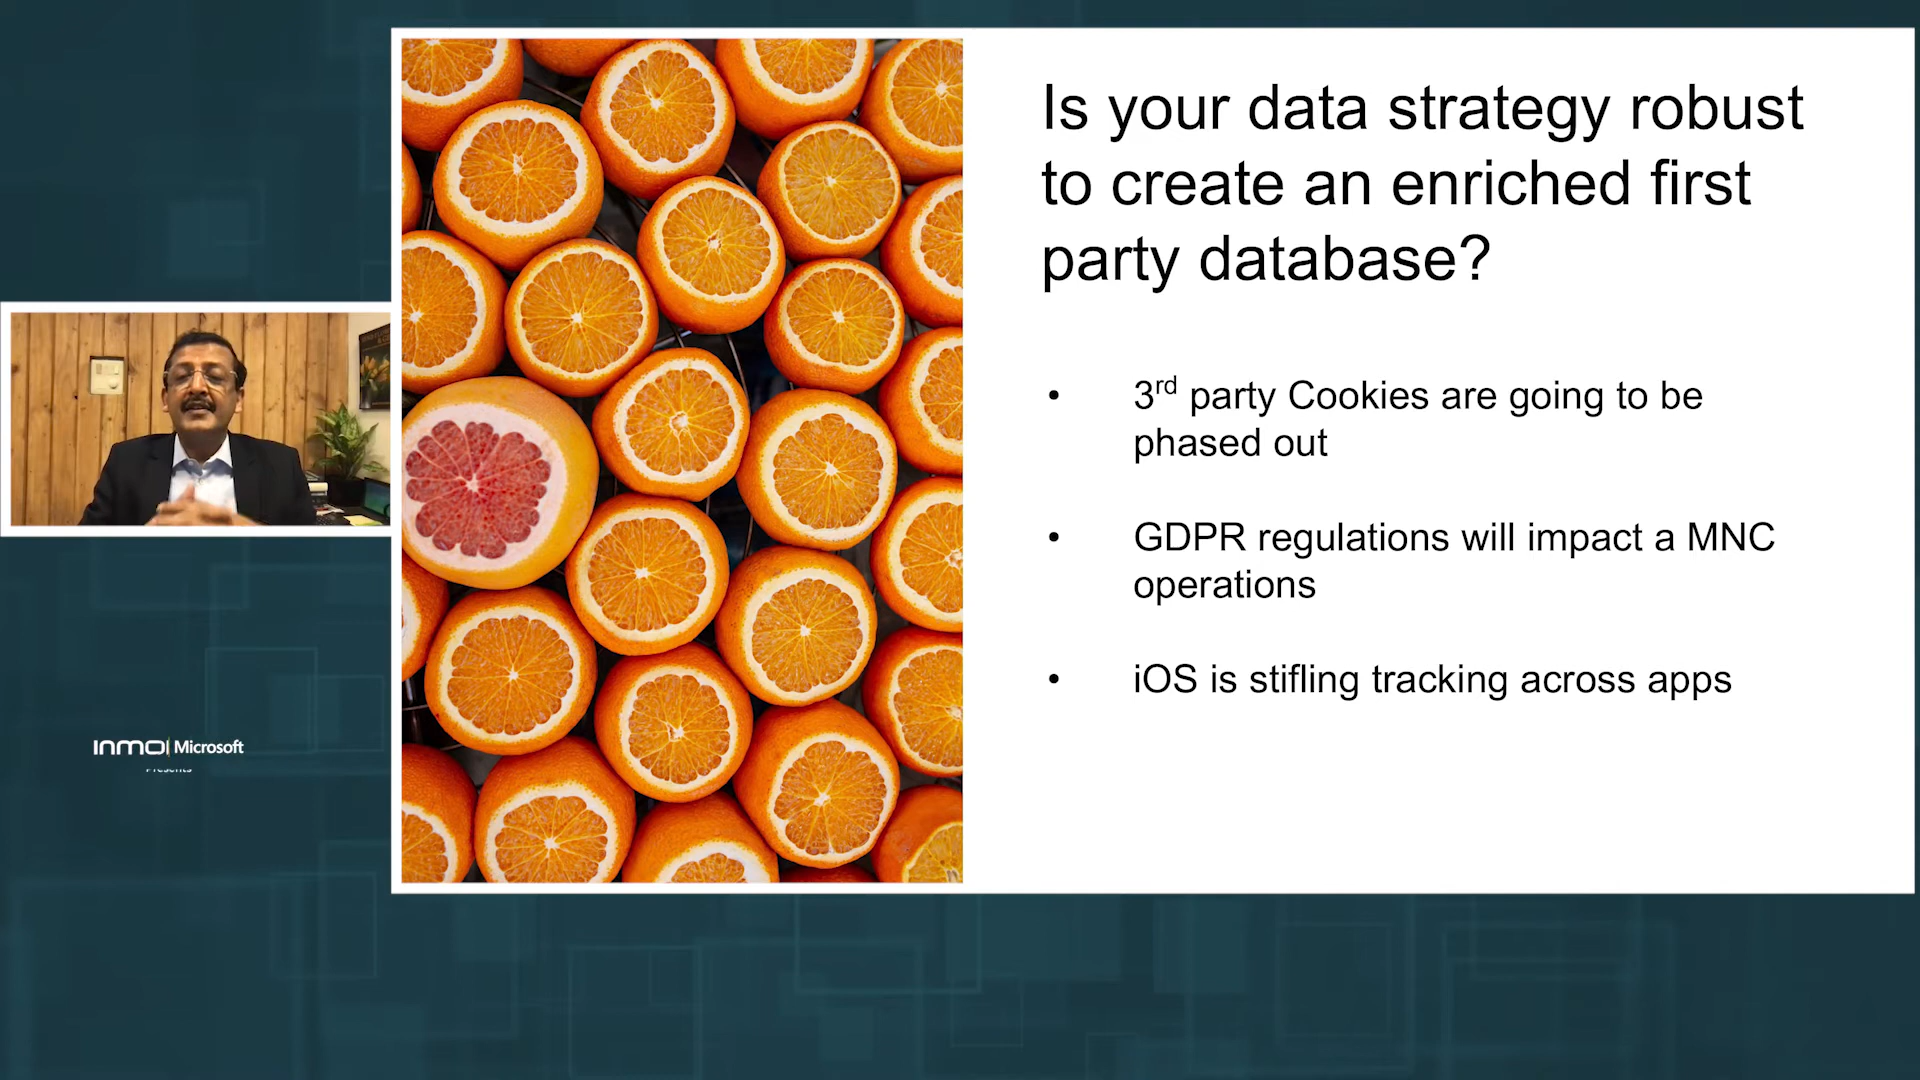 Is your data strategy robust
to create an enriched first
party database?
• 3rd party Cookies are going to be
phased out
• GDPR regulations will impact a MNC
operations
• iOS is stifling tracking across apps
INMO Microsoft